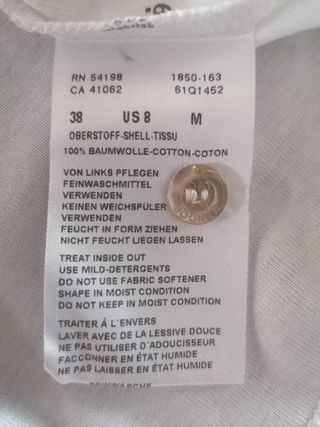 RN 54198 1850-163
CA 41062 61Q1452
38 US 8 M
OBERSTOFF-SHELL-TISSU
100% BAUMWOLLE-COTTON-COTON
VON LINKS PFLEGEN
FEINWASCHMITTEL
VERWENDEN
KEINEN WEICHSPÜLER
VERWENDEN
FEUCHT IN FORM ZIEHEN
NICHT FEUCHT LIEGEN LASSEN
TREAT INSIDE OUT
USE MILD-DETERGENTS
DO NOT USE FABRIC SOFTENER
SHAPE IN MOIST CONDITION
DO NOT KEEP IN MOIST CONDITION
TRAITER Á L'ENVERS
LAVER AVEC DE LA LESSIVE DOUCE
NE PAS UTILISER D'ADOUCISSEUR
FACCONNER EN ÉTAT HUMIDE
NE PAS LAISSER EN ÉTAT HUMIDE